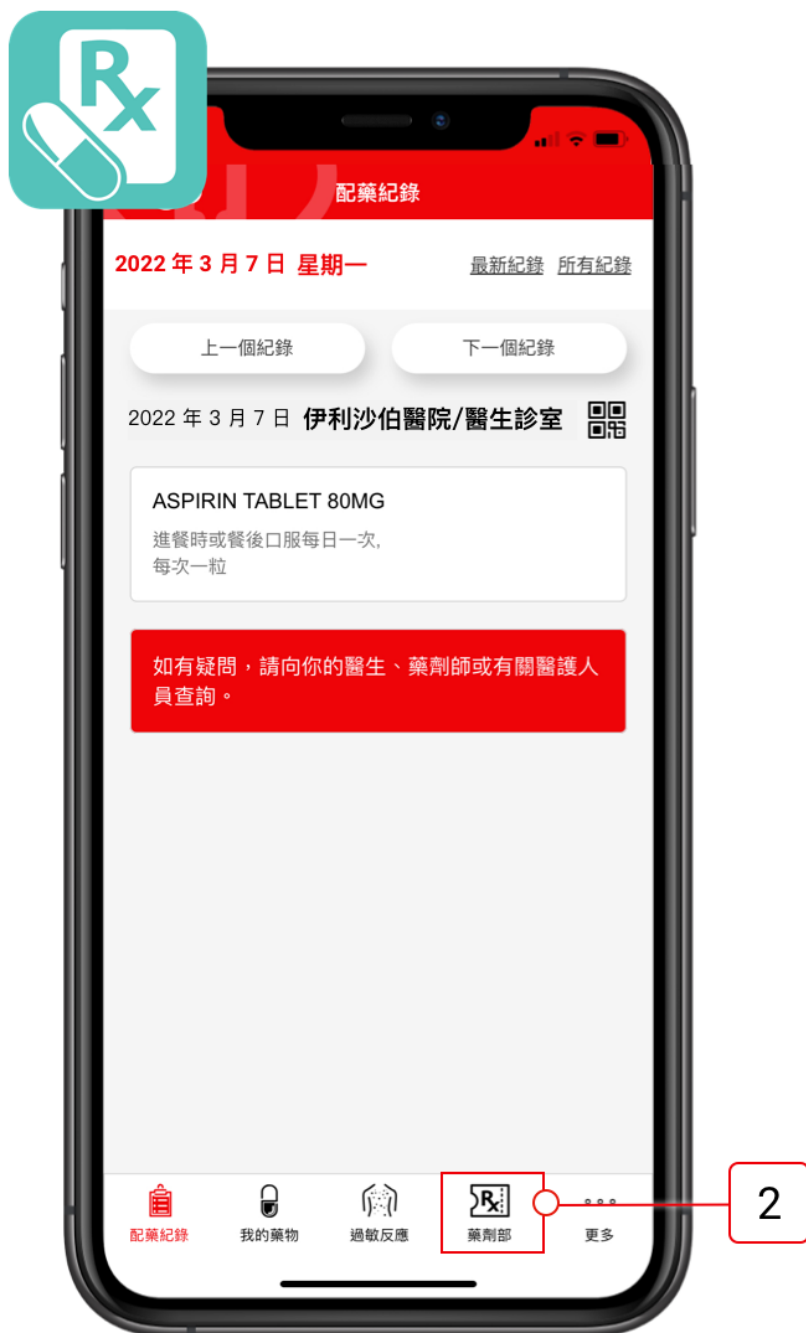 Rx
配藥紀錄
2022 年 3 月 7 日 星期一 最新紀錄 所有紀錄
上一個紀錄 下一個紀錄
2022 年 3 月 7 日 伊利沙伯醫院/醫生診室
ASPIRIN TABLET 80MG
進餐時或餐後口服每日一次,
每次一粒
如有疑問,請向你的醫生、藥劑師或有關醫護人
員查詢。
Rx
2
配藥紀錄 我的藥物 過敏反應 藥劑部 更多